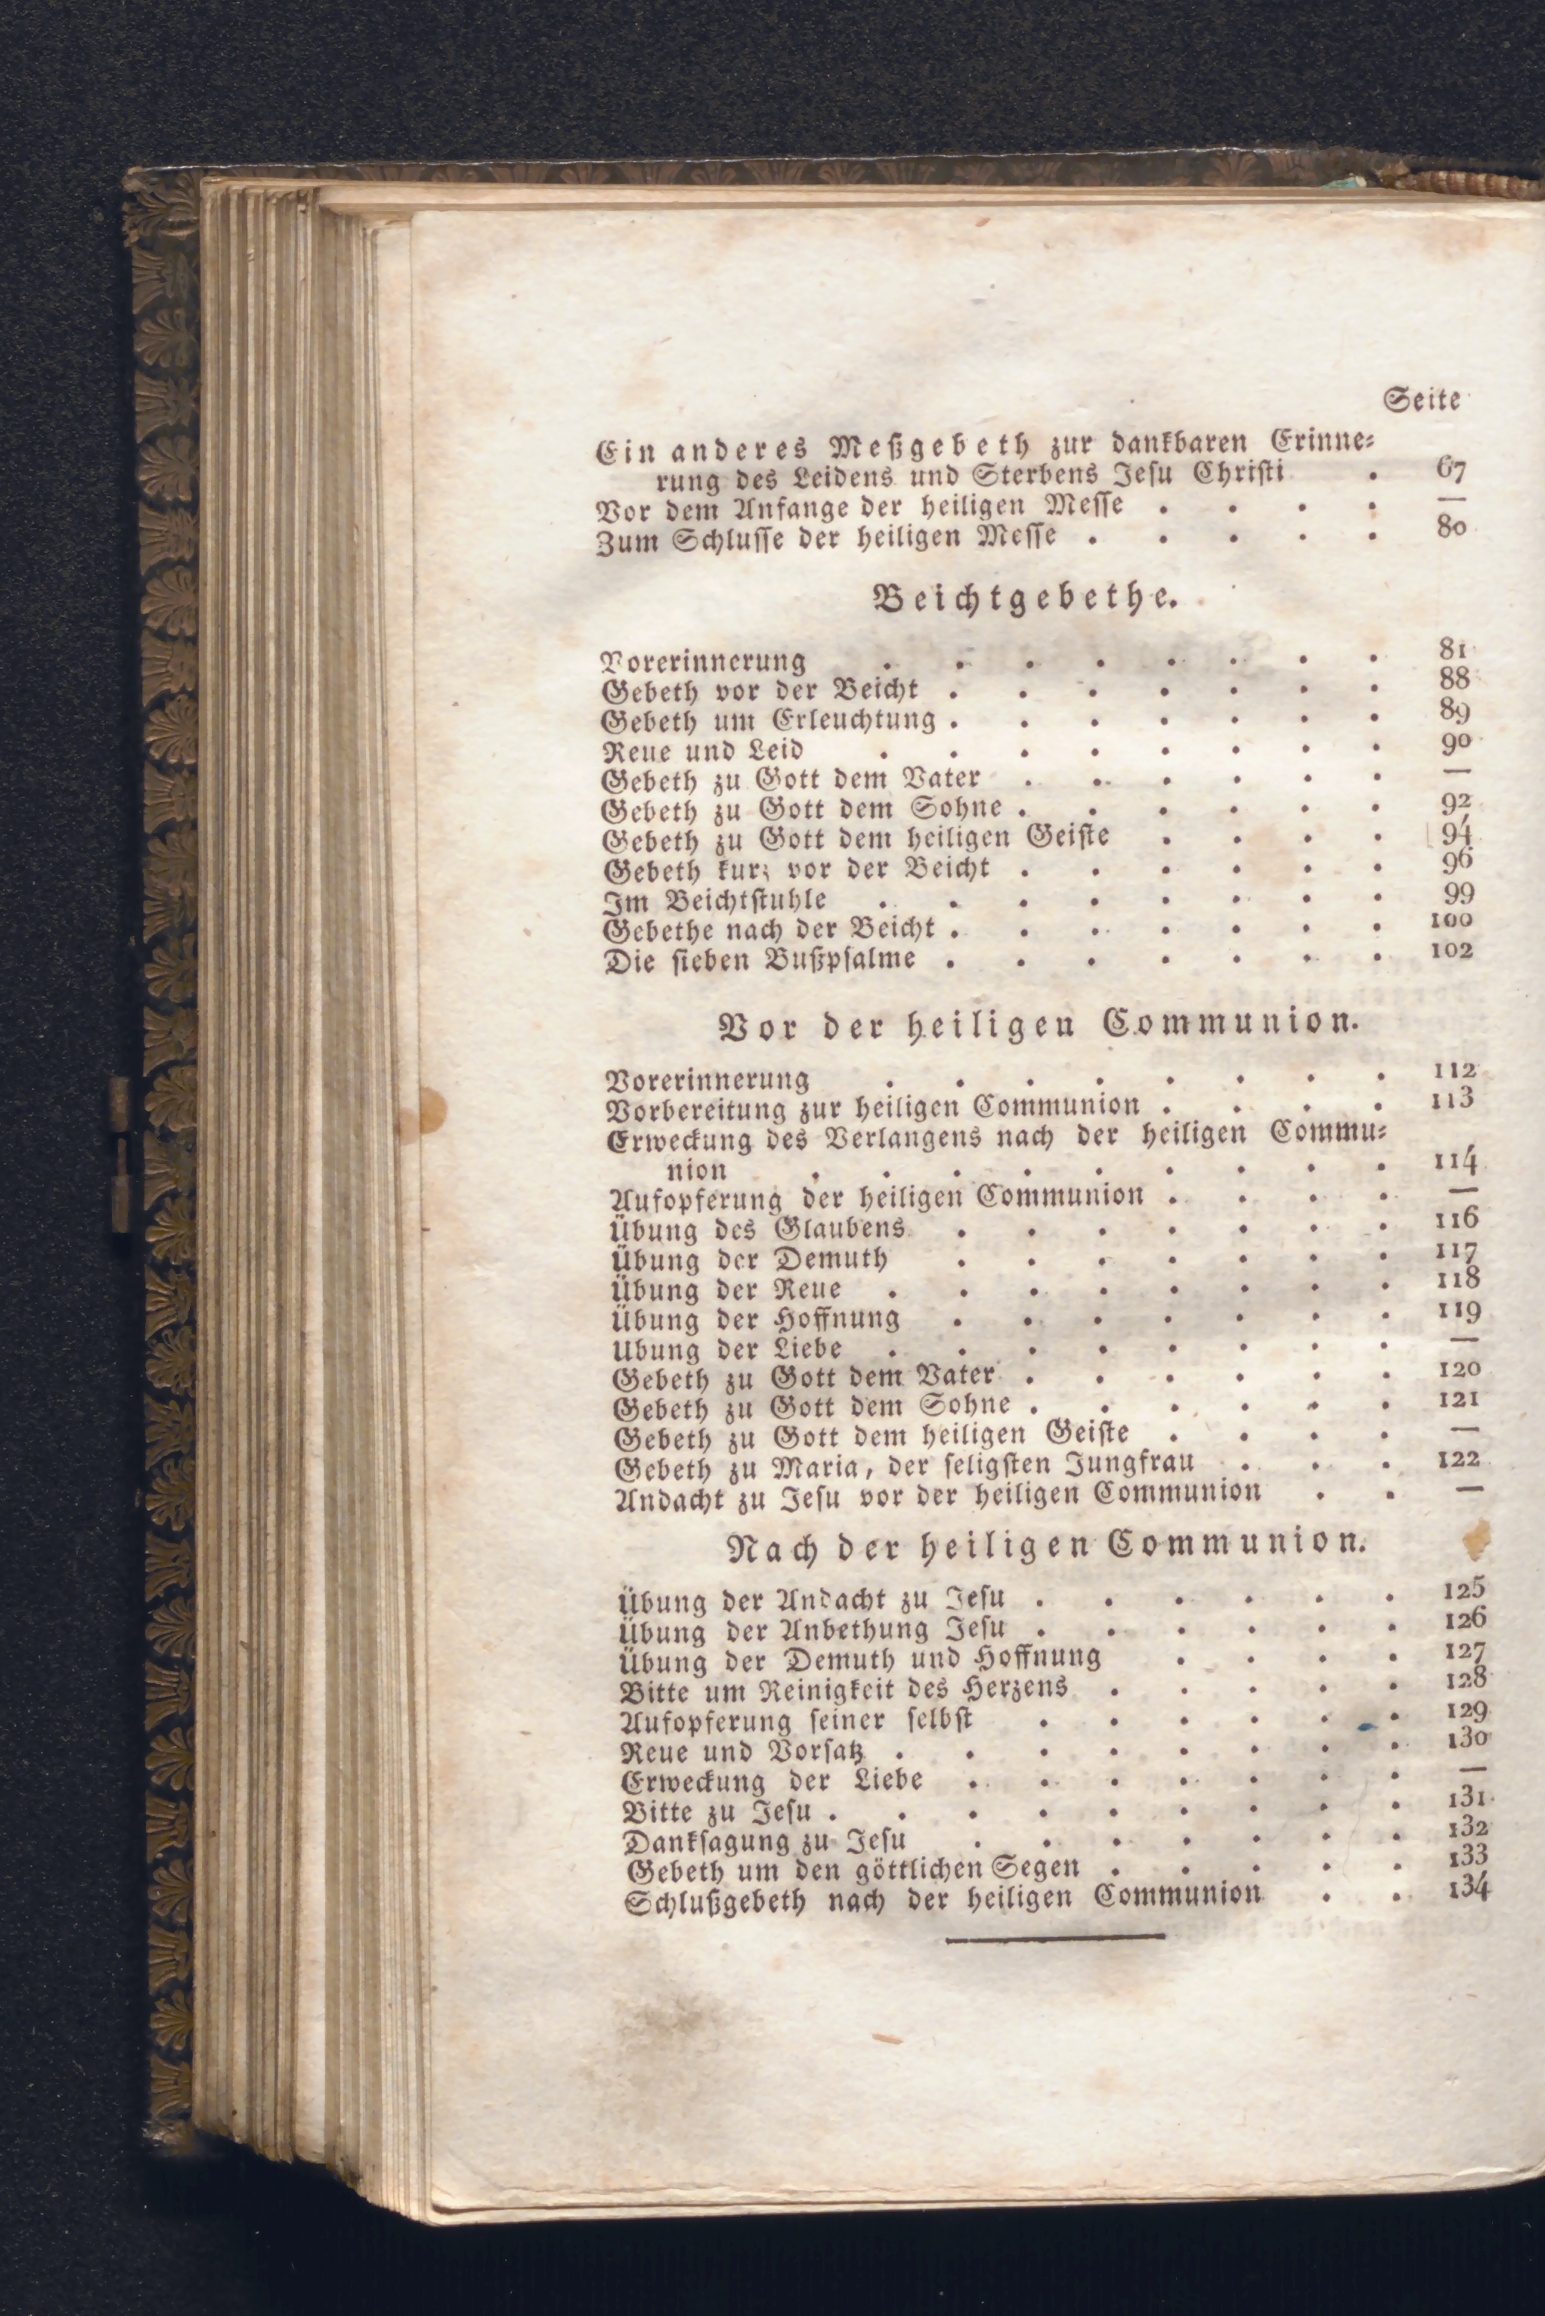 Seite
Ein anderes Meßgebeth zur dankbaren Erinne⸗
rung des Leidens und Sterbens Jesu Christi . 67
Vor dem Anfange der heiligen Messe . . . . —
Zum Schlusse der heiligen Messe . . . . . 80
Beichtgebethe.
Vorerinnerung . . . . . . . . 81
Gebeth vor der Beicht . . . . . . . 88
Gebeth um Erleuchtung . . . . . . . 89
Reue und Leid . . . . . . . . 90
Gebeth zu Gott dem Vater . . . . . . —
Gebeth zu Gott dem Sohne . . . . . . 92
Gebeth zu Gott dem heiligen Geiste . . . . 94
Gebeth kurz vor der Beicht . . . . . . 96
Im Beichtstuhle . . . . . . . . 99
Gebethe nach der Beicht . . . . . . . 100
Die sieben Bußpsalme . . . . . . . 102
Vor der heiligen Communion.
Vorerinnerung . . . . . . . . 112
Vorbereitung zur heiligen Communion . . . . 113
Erweckung des Verlangens nach der heiligen Commu⸗
nion . . . . . . . . . 114
Aufopferung der heiligen Communion . . . . —
Übung des Glaubens . . . . . . . 116
Übung der Demuth . . . . . . . 117
Übung der Reue . . . . . . . . 118
Übung der Hoffnung . . . . . . . 119
Ubung der Liebe . . . . . . . . —
Gebeth zu Gott dem Vater . . . . . . 120
Gebeth zu Gott dem Sohne . . . . . . 121
Gebeth zu Gott dem heiligen Geiste . . . . —
Gebeth zu Maria, der seligsten Jungfrau . . . 122
Andacht zu Jesu vor der heiligen Communion . . —
Nach der heiligen Communion.
Übung der Andacht zu Jesu . . . . . . 125
Übung der Anbethung Jesu . . . . . . 126
Übung der Demuth und Hoffnung . . . . 127
Bitte um Reinigkeit des Herzens . . . . . 128
Aufopferung seiner selbst . . . . . . 129
Reue und Vorsatz . . . . . . . . 130
Erweckung der Liebe . . . . . . . —
Bitte zu Jesu . . . . . . . . . 131
Danksagung zu Jesu . . . . . . . 132
Gebeth um den göttlichen Segen . . . . . 133
Schlußgebeth nach der heiligen Communion . . 134